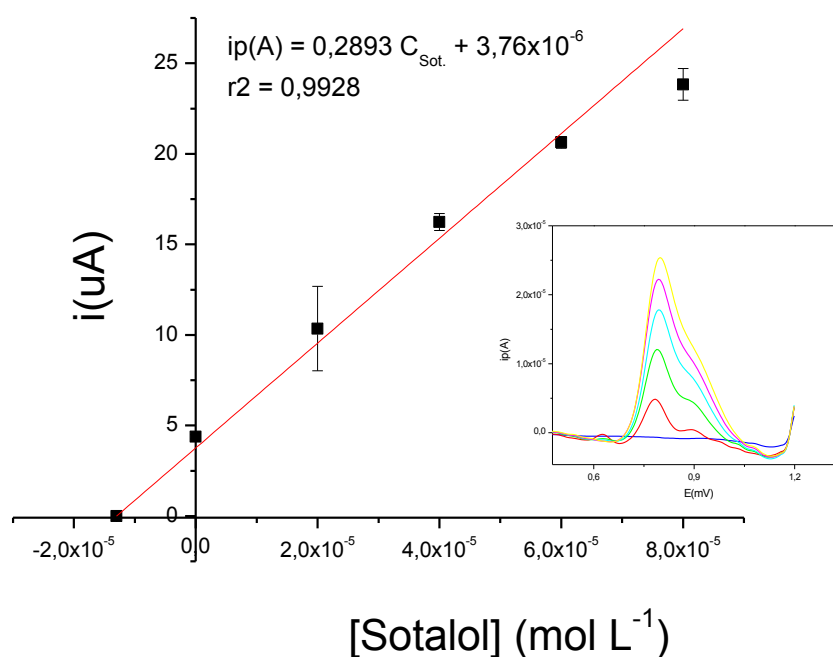 ip(A) = 0,2893 C_Sot. + 3,76x10^-6
r2 = 0,9928
i(uA)
25
20
15
10
5
0
-2,0x10^-5
0,0
2,0x10^-5
4,0x10^-5
6,0x10^-5
8,0x10^-5
[Sotalol] (mol L^-1)
3,0x10^-5
2,0x10^-5
1,0x10^-5
0,0
ip(A)
0,6
0,9
1,2
E(mV)